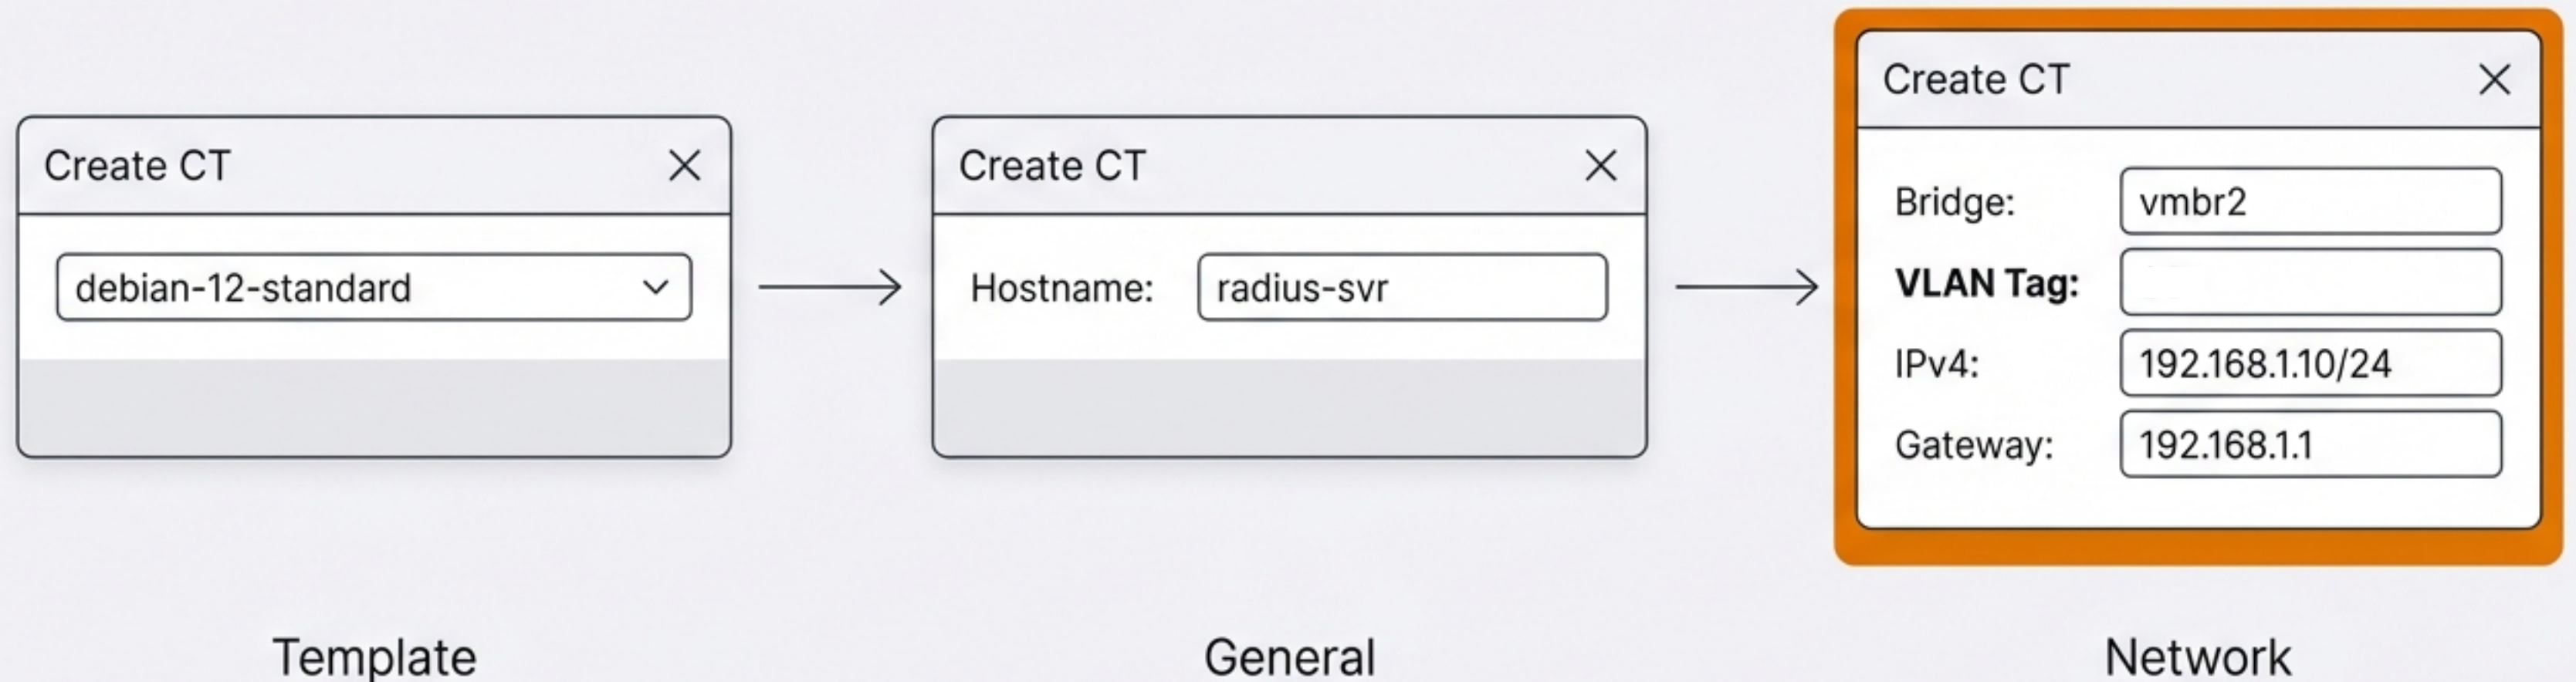 Create CT
debian-12-standard
Template
Create CT
Hostname: radius-svr
General
Create CT
Bridge: vmbr2
VLAN Tag:
IPv4: 192.168.1.10/24
Gateway: 192.168.1.1
Network